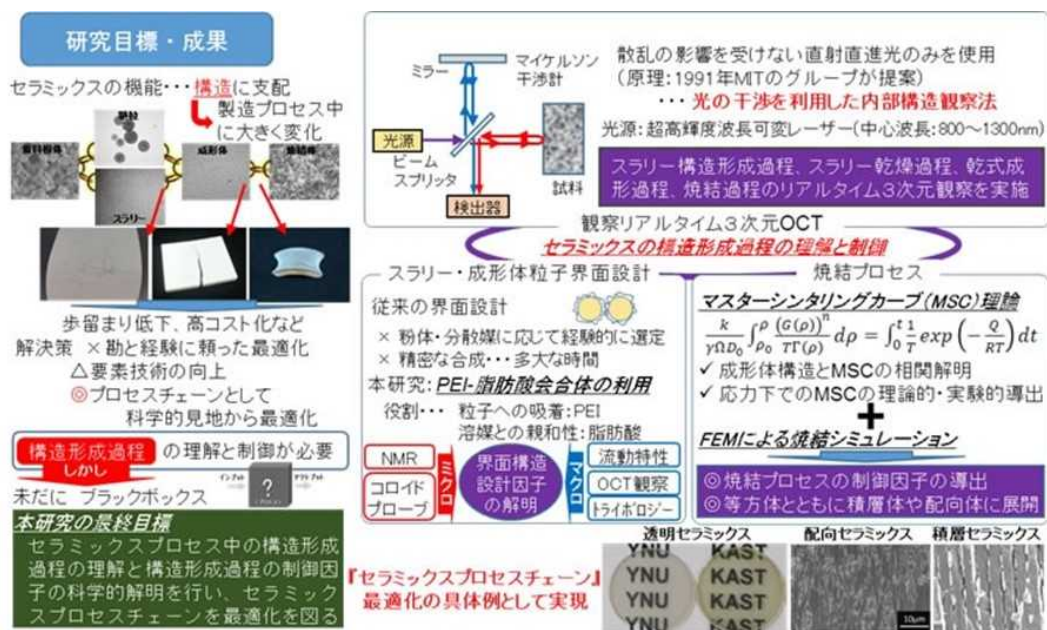 研究目標・成果
セラミックスの機能・・・構造に支配
製造プロセス中
に大きく変化
顆粒
原料粉体
成形体
焼結体
スラリー
歩留まり低下、高コスト化など
解決策 ×勘と経験に頼った最適化
△要素技術の向上
◎プロセスチェーンとして
科学的見地から最適化
構造形成過程 の理解と制御が必要
しかし
未だに ブラックボックス
インプット
?
アウトプット
本研究の最終目標
セラミックスプロセス中の構造形成
過程の理解と構造形成過程の制御因
子の科学的解明を行い、セラミック
スプロセスチェーンを最適化を図る
ミラー
マイケルソン
干渉計
光源
ビーム
スプリッタ
試料
検出器
散乱の影響を受けない直射直進光のみを使用
(原理:1991年MITのグループが提案)
・・・光の干渉を利用した内部構造観察法
光源:超高輝度波長可変レーザー(中心波長:800~1300nm)
スラリー構造形成過程、スラリー乾燥過程、乾式成
形過程、焼結過程のリアルタイム3次元観察を実施
観察リアルタイム3次元OCT
セラミックスの構造形成過程の理解と制御
スラリー・成形体粒子界面設計
従来の界面設計
× 粉体・分散媒に応じて経験的に選定
× 精密な合成・・・多大な時間
本研究:PEI-脂肪酸会合体の利用
役割・・・ 粒子への吸着:PEI
溶媒との親和性:脂肪酸
NMR
コロイド
プローブ
ミクロ
界面構造
設計因子
の解明
マクロ
流動特性
OCT観察
トライボロジー
焼結プロセス
マスターシンタリングカーブ(MSC)理論
k/γΩD₀ ∫ρ₀^ρ (G(ρ))ⁿ/TΓ(ρ) dρ = ∫₀^t 1/T exp(−Q/RT)dt
✓ 成形体構造とMSCの相関解明
✓ 応力下でのMSCの理論的・実験的導出
+
FEMによる焼結シミュレーション
◎焼結プロセスの制御因子の導出
◎等方体とともに積層体や配向体に展開
『セラミックスプロセスチェーン』
最適化の具体例として実現
透明セラミックス
配向セラミックス
積層セラミックス
YNU
YNU
YNU
YNU
KAST
KAST
KAST
KAST
10μm